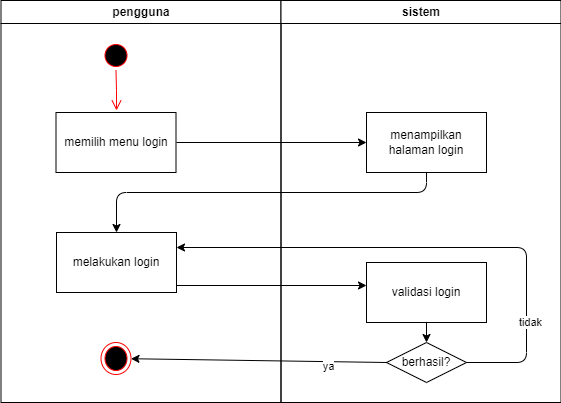 pengguna
sistem
memilih menu login
menampilkan
halaman login
melakukan login
validasi login
tidak
berhasil?
ya